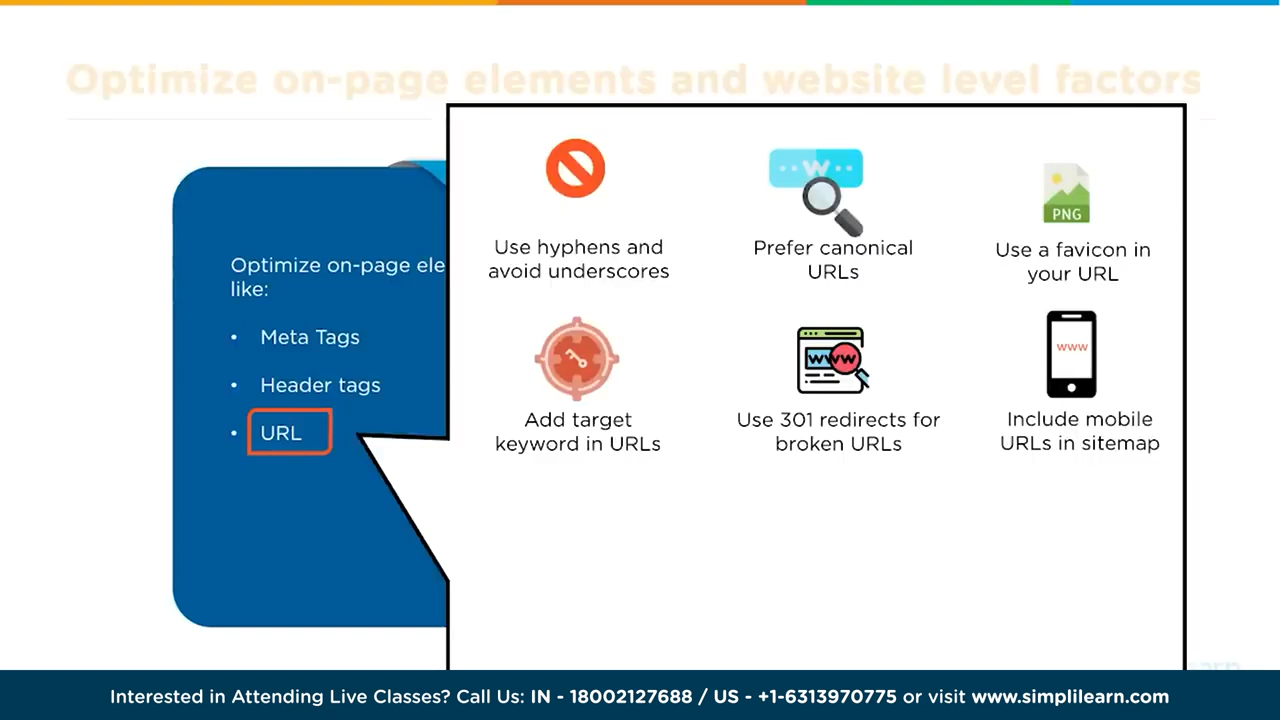 Optimize on-page elements and website level factors
Optimize on-page ele
like:
• Meta Tags
• Header tags
• URL
Use hyphens and
avoid underscores
W
Prefer canonical
URLs
PNG
Use a favicon in
your URL
Add target
keyword in URLs
WWW
Use 301 redirects for
broken URLs
WWW
Include mobile
URLs in sitemap
Interested in Attending Live Classes? Call Us: IN - 18002127688 / US - +1-6313970775 or visit www.simplilearn.com